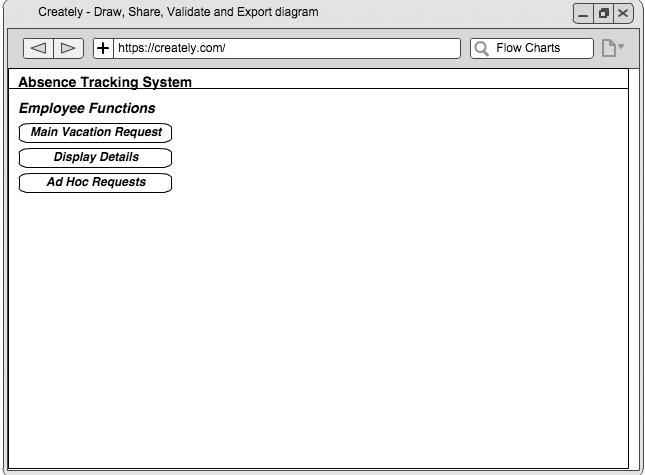 Creately - Draw, Share, Validate and Export diagram
https://creately.com/
Flow Charts
Absence Tracking System
Employee Functions
Main Vacation Request
Display Details
Ad Hoc Requests